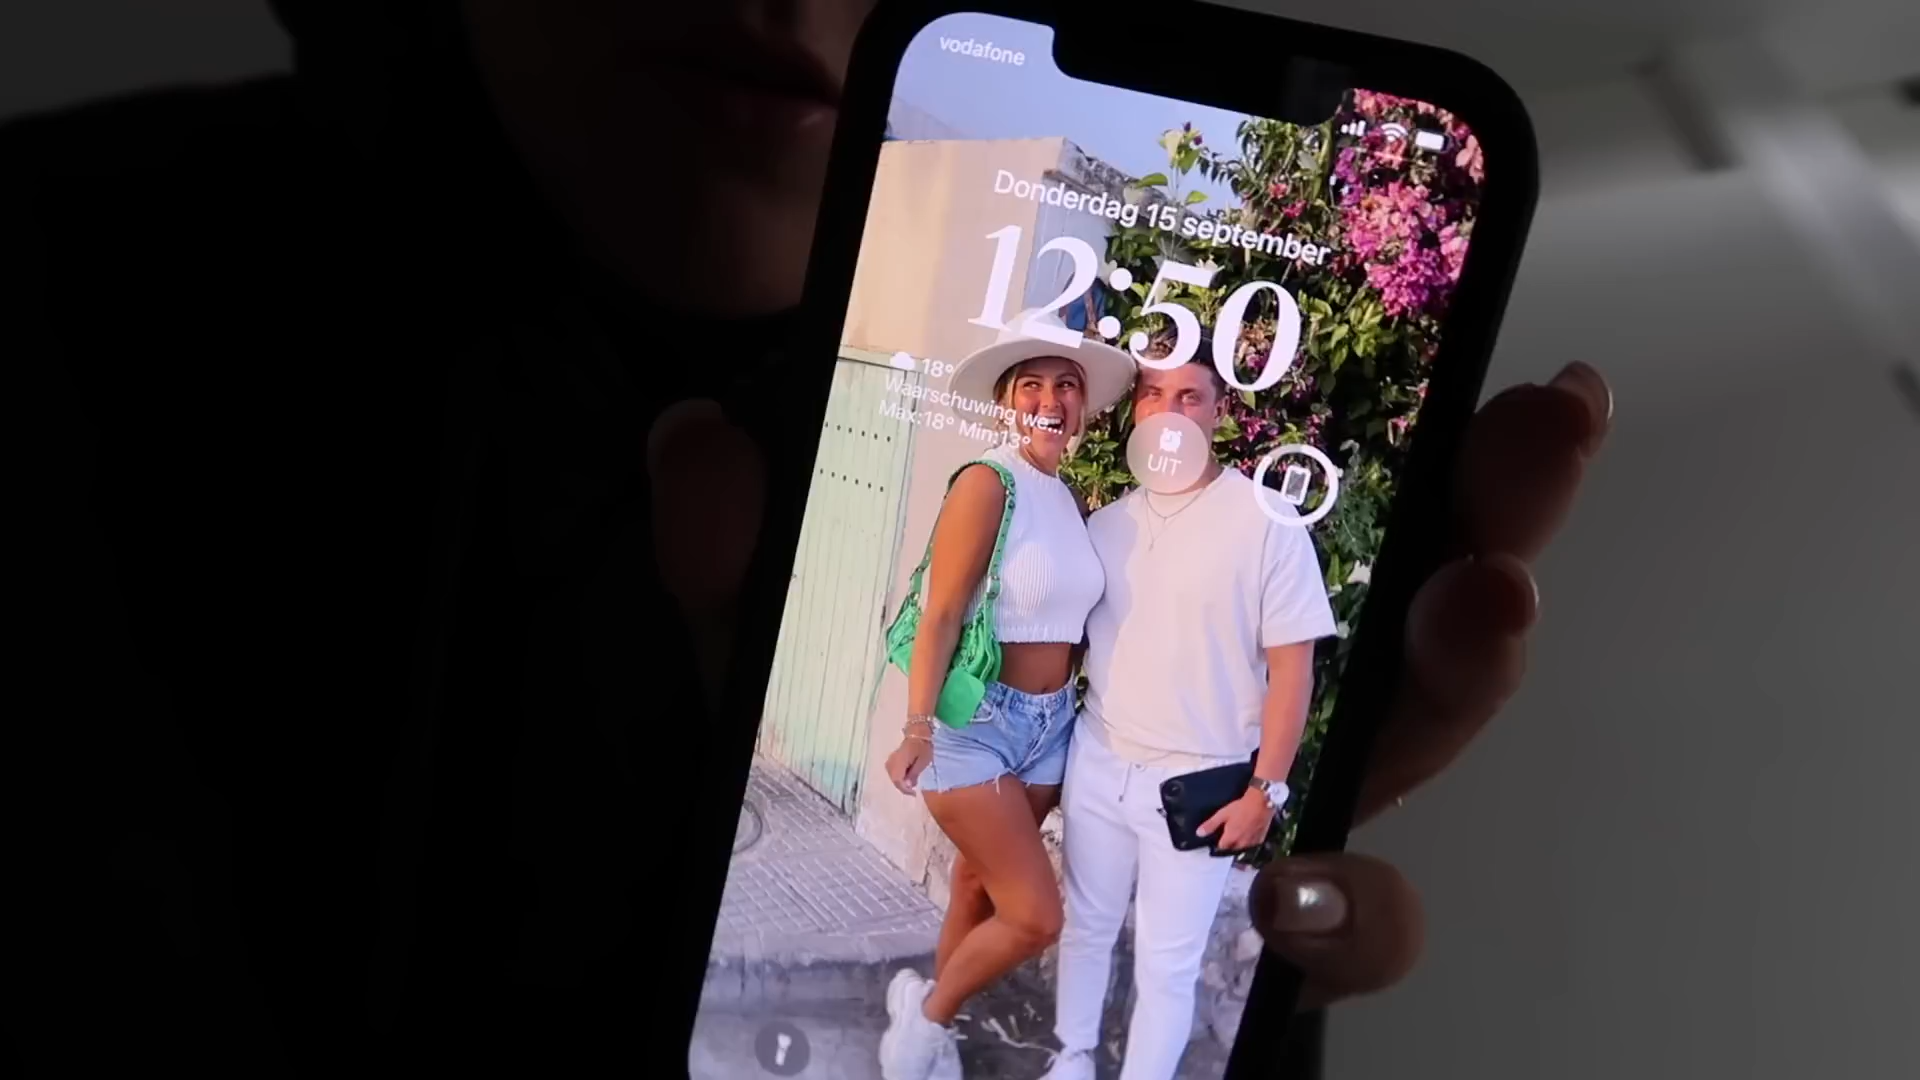 vodafone
Donderdag 15 september
12:50
18°
Waarschuwing we...
Max:18° Min:13°
UIT